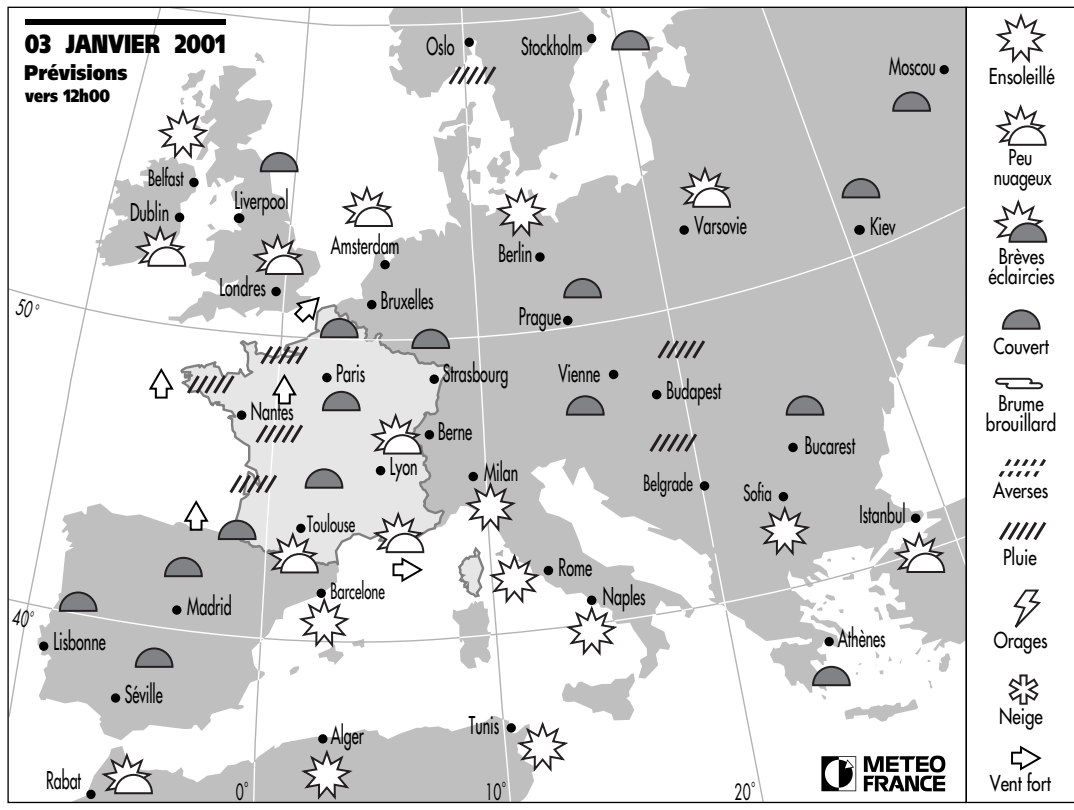 03 JANVIER 2001
Prévisions
vers 12h00
Oslo
Stockholm
Moscou
Belfast
Dublin
Liverpool
Amsterdam
Berlin
Varsovie
Kiev
Londres
Bruxelles
Prague
50°
Paris
Strasbourg
Vienne
Budapest
Nantes
Berne
Bucarest
Lyon
Milan
Belgrade
Sofia
Istanbul
Toulouse
Rome
Barcelone
Naples
Madrid
40°
Lisbonne
Athènes
Séville
Tunis
Alger
Rabat
0°
10°
20°
METEO
FRANCE
Ensoleillé
Peu
nuageux
Brèves
éclaircies
Couvert
Brume
brouillard
Averses
Pluie
Orages
Neige
Vent fort